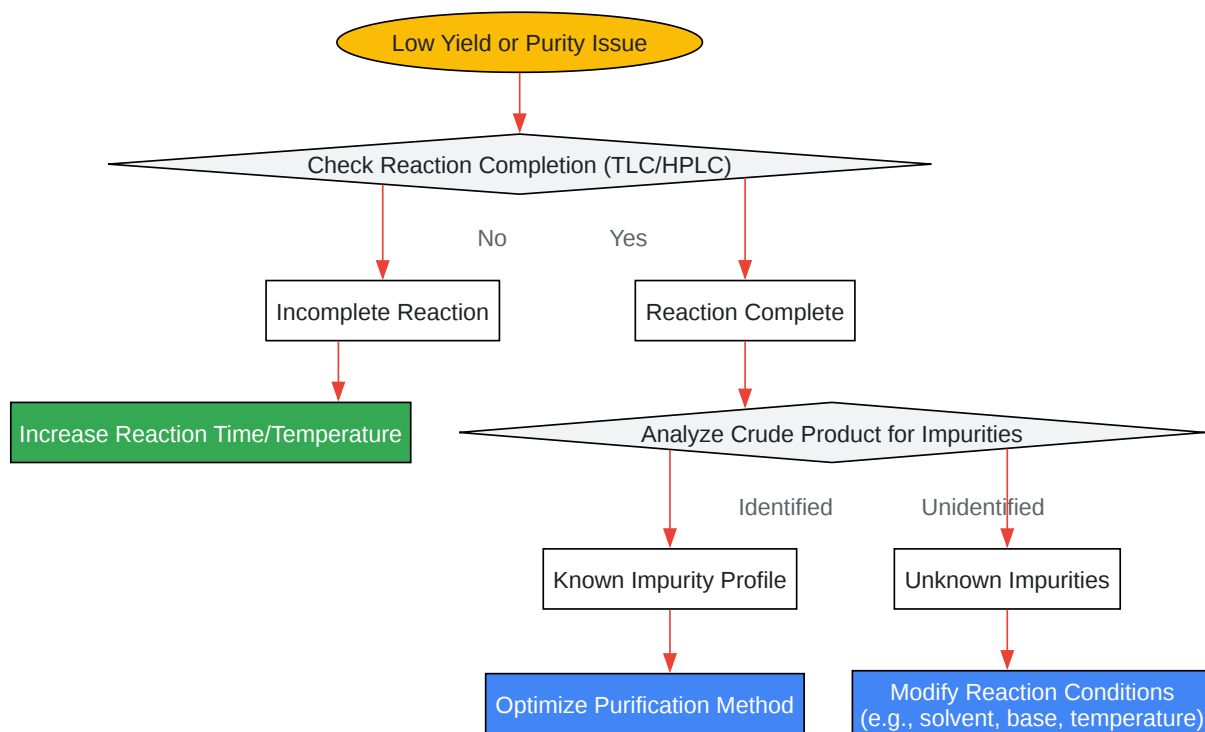 Low Yield or Purity Issue
Check Reaction Completion (TLC/HPLC)
No
Yes
Incomplete Reaction
Reaction Complete
Increase Reaction Time/Temperature
Analyze Crude Product for Impurities
Identified
Unidentified
Known Impurity Profile
Unknown Impurities
Optimize Purification Method
Modify Reaction Conditions
(e.g., solvent, base, temperature)